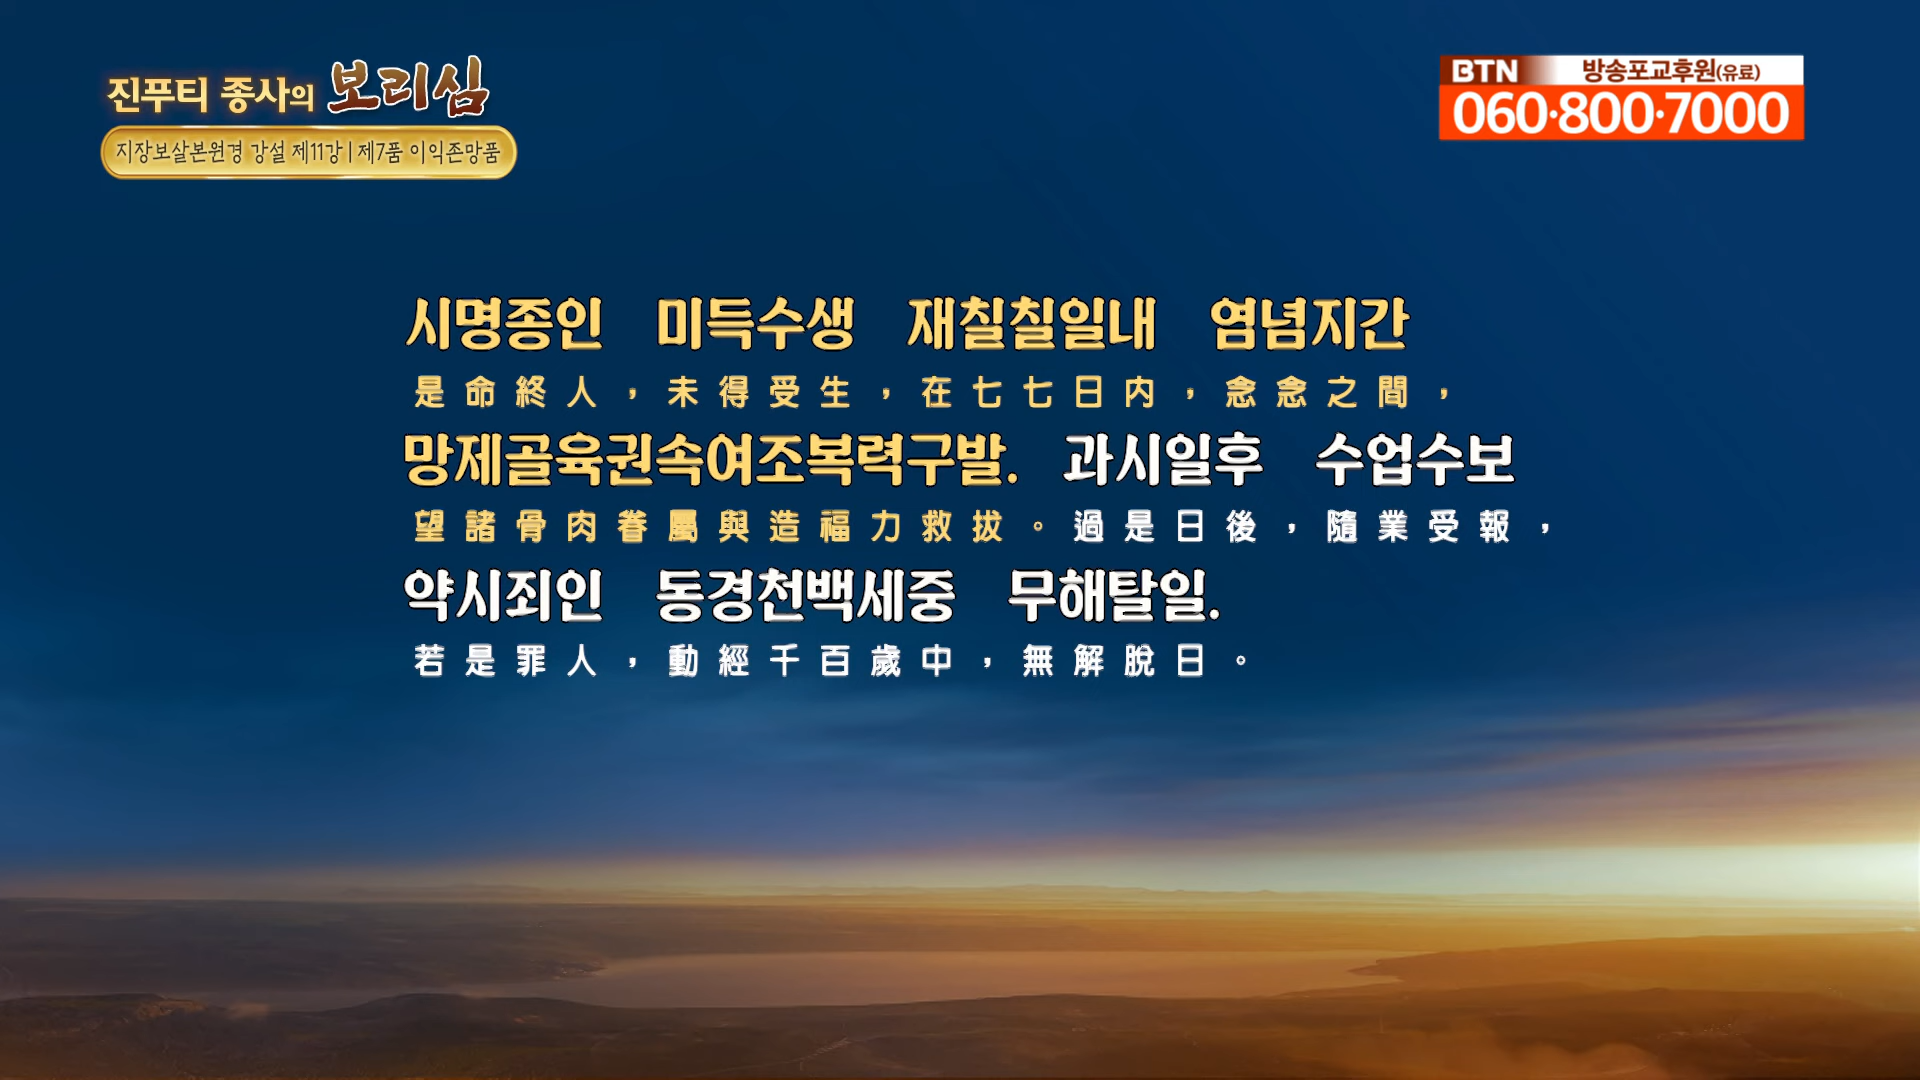 진푸티 종사의 보리심
지장보살본원경 강설 제11강 | 제7품 이익존망품
BTN 방송포교후원(유료)
060·800·7000
시명종인 미득수생 재칠칠일내 염념지간
是命終人，未得受生，在七七日内，念念之間，
망제골육권속여조복력구발. 과시일후 수업수보
望諸骨肉眷屬與造福力救拔。過是日後，隨業受報，
약시죄인 동경천백세중 무해탈일.
若是罪人，動經千百歲中，無解脫日。